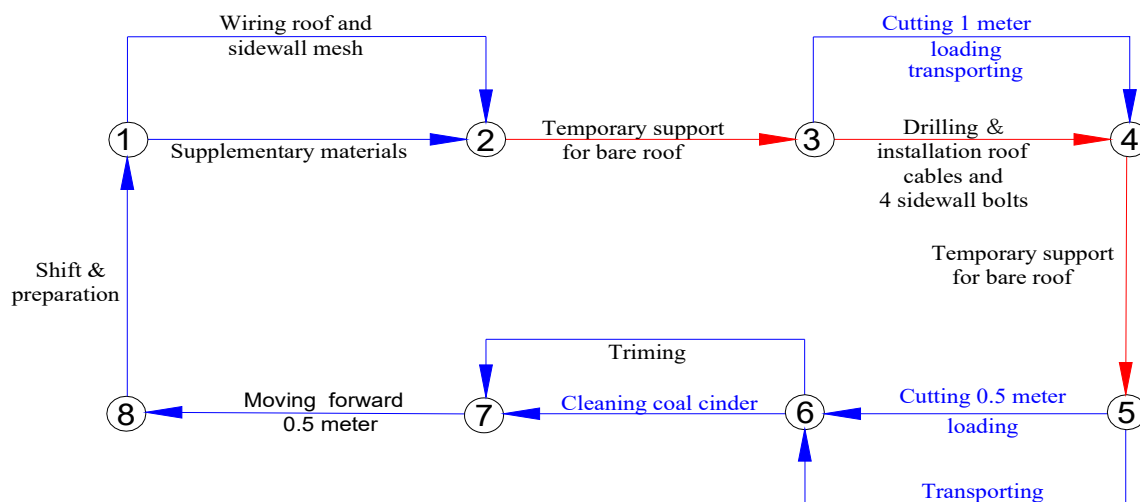 Wiring roof and
sidewall mesh
Cutting 1 meter
loading
transporting
1
Supplementary materials
2
Temporary support
for bare roof
3
Drilling &
installation roof
cables and
4 sidewall bolts
4
Shift &
preparation
Temporary support
for bare roof
Triming
8
Moving forward
0.5 meter
7
Cleaning coal cinder
6
Cutting 0.5 meter
loading
5
Transporting